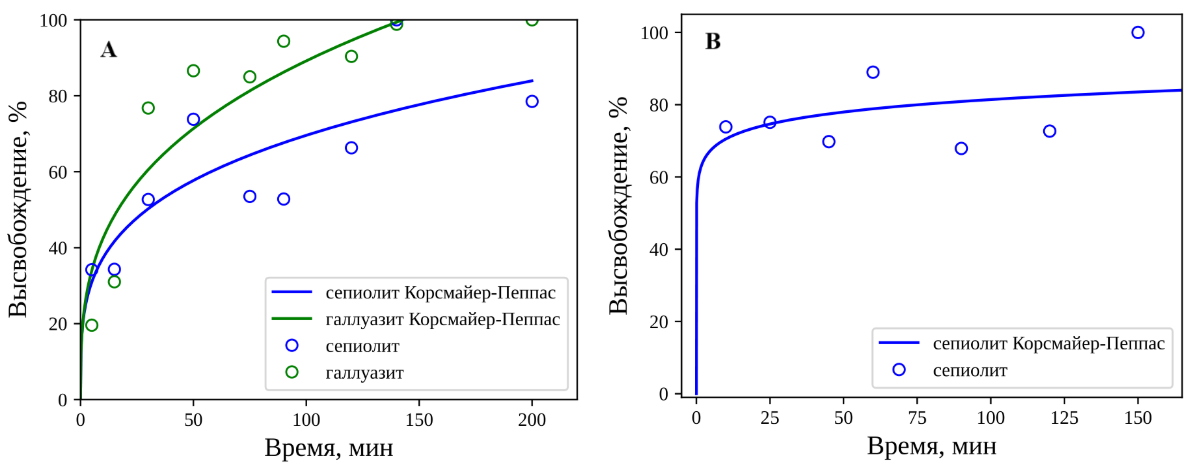 A
Высвобождение, %
100
80
60
40
20
0
сепиолит Корсмайер-Пеппас
галлуазит Корсмайер-Пеппас
сепиолит
галлуазит
0 50 100 150 200
Время, мин
B
Высвобождение, %
100
80
60
40
20
0
сепиолит Корсмайер-Пеппас
сепиолит
0 25 50 75 100 125 150
Время, мин